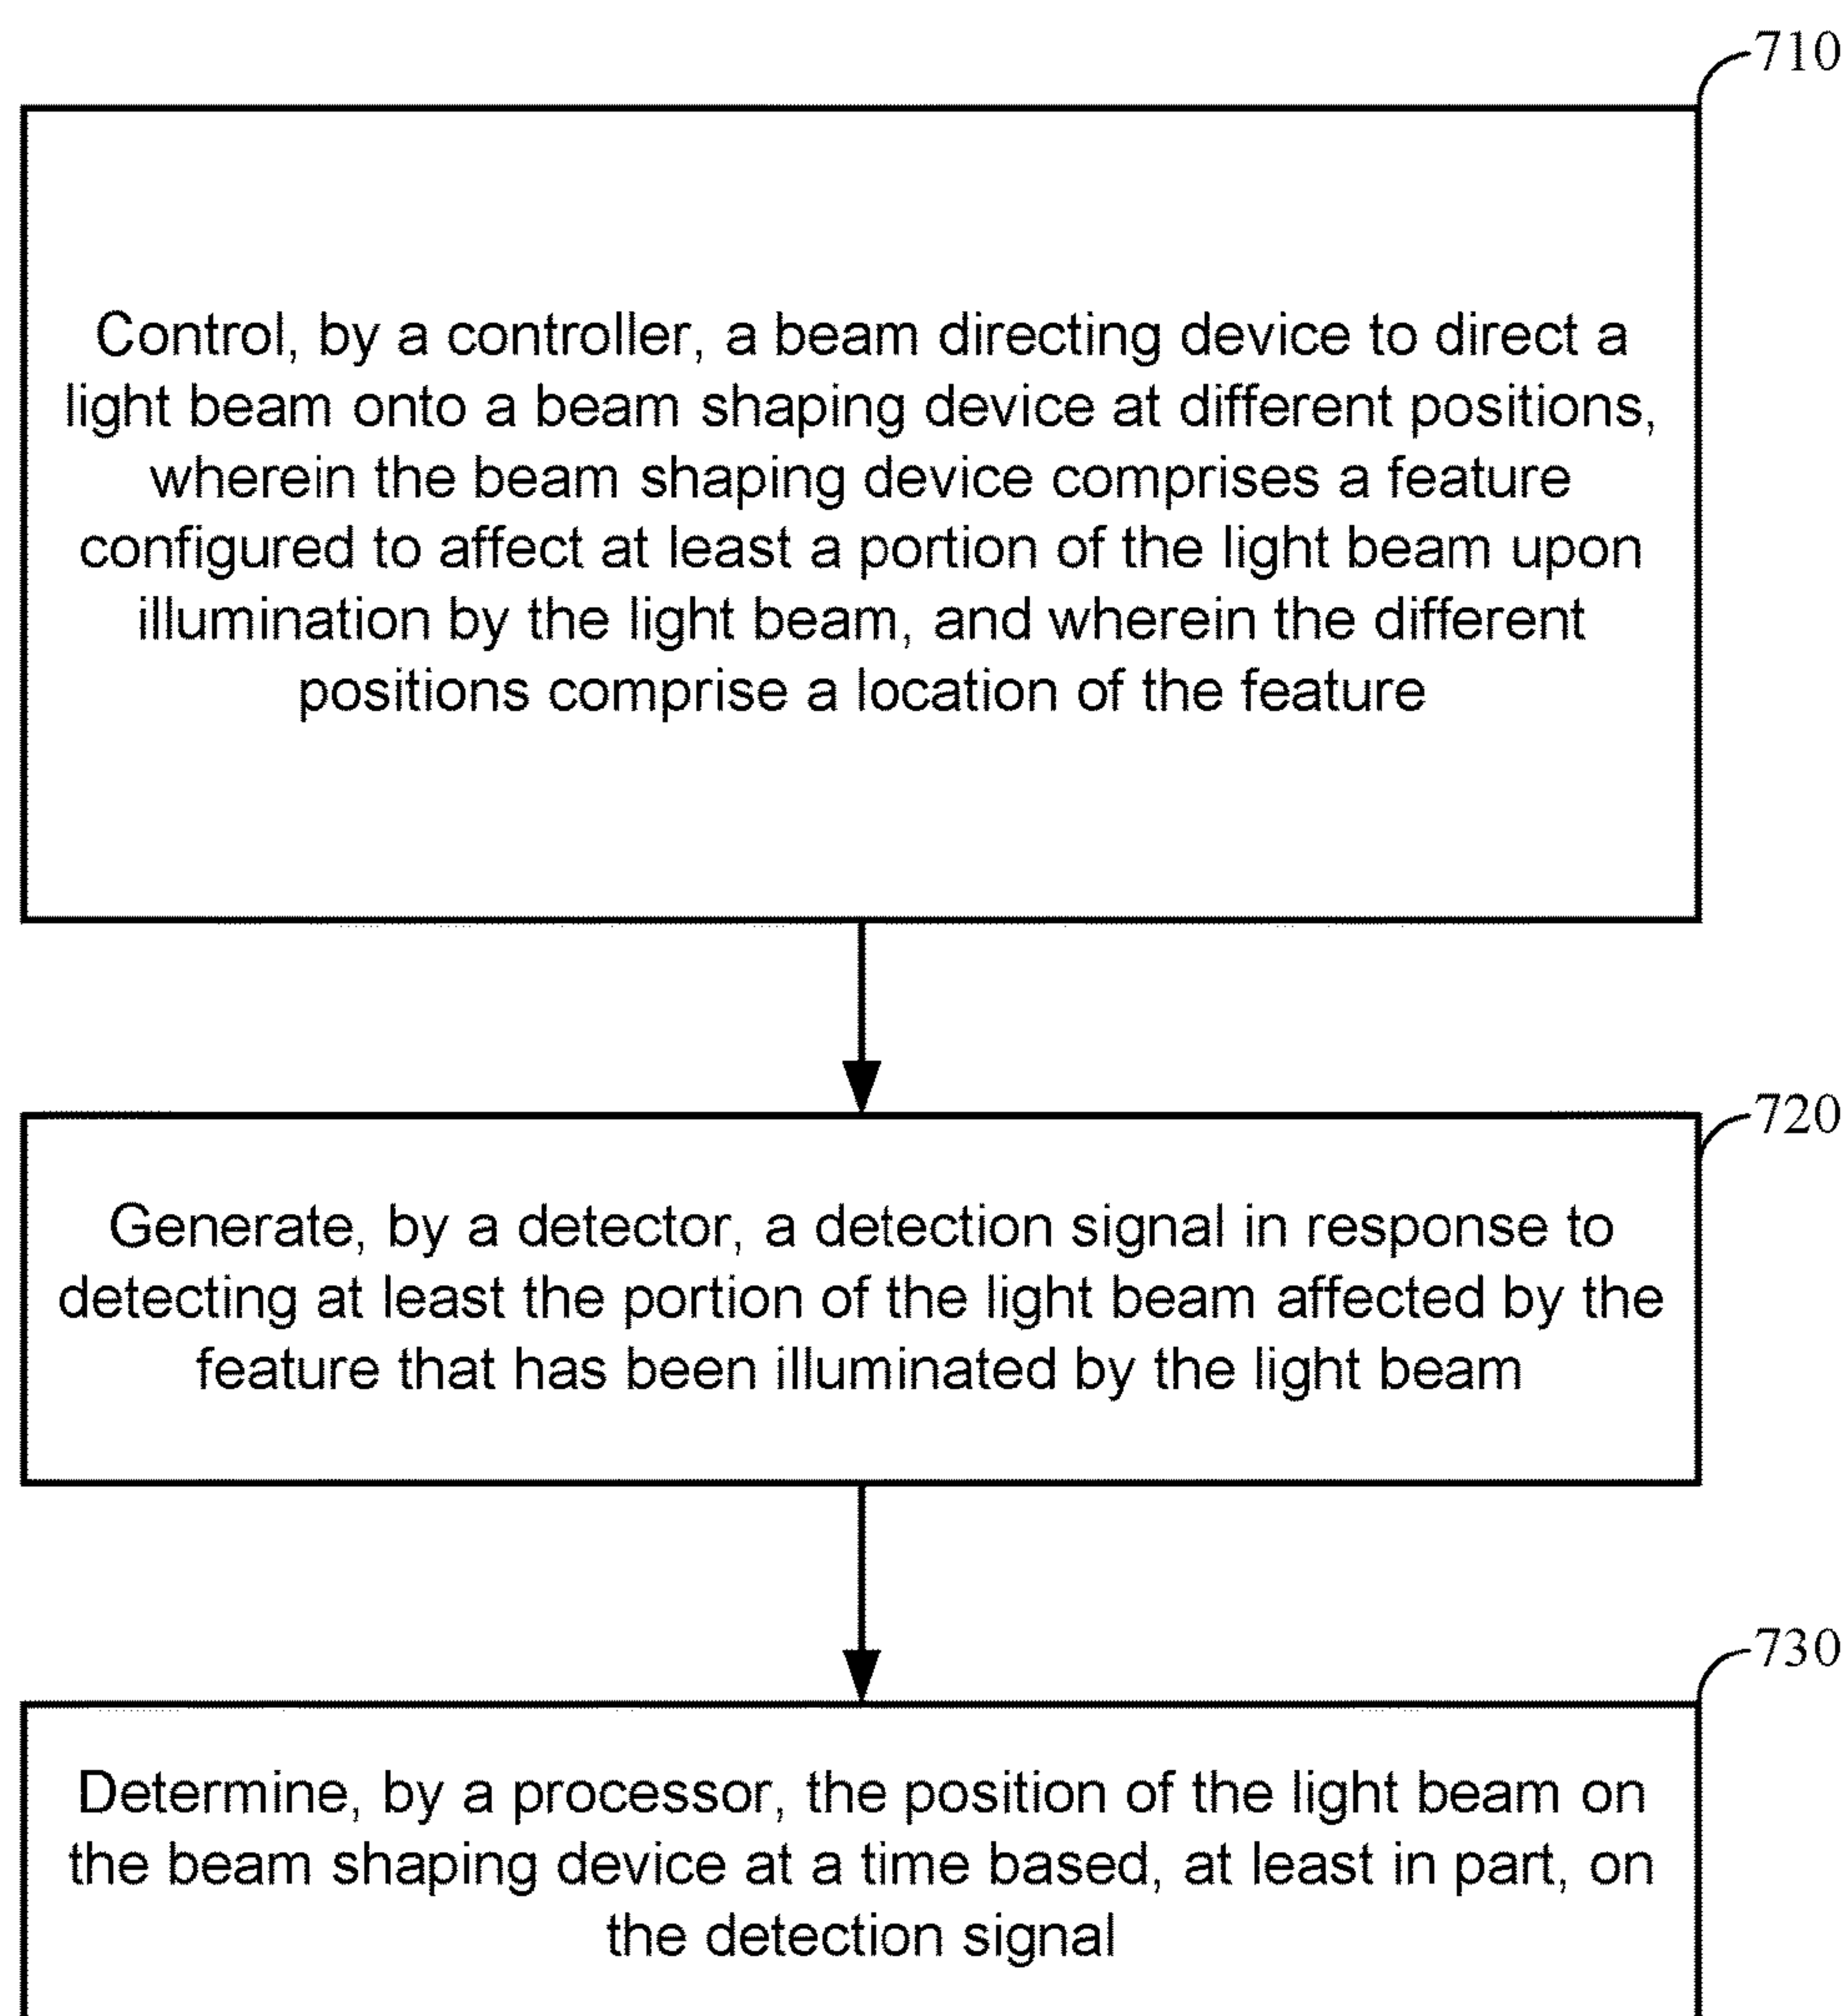 710
Control, by a controller, a beam directing device to direct a
light beam onto a beam shaping device at different positions,
wherein the beam shaping device comprises a feature
configured to affect at least a portion of the light beam upon
illumination by the light beam, and wherein the different
positions comprise a location of the feature
720
Generate, by a detector, a detection signal in response to
detecting at least the portion of the light beam affected by the
feature that has been illuminated by the light beam
730
Determine, by a processor, the position of the light beam on
the beam shaping device at a time based, at least in part, on
the detection signal